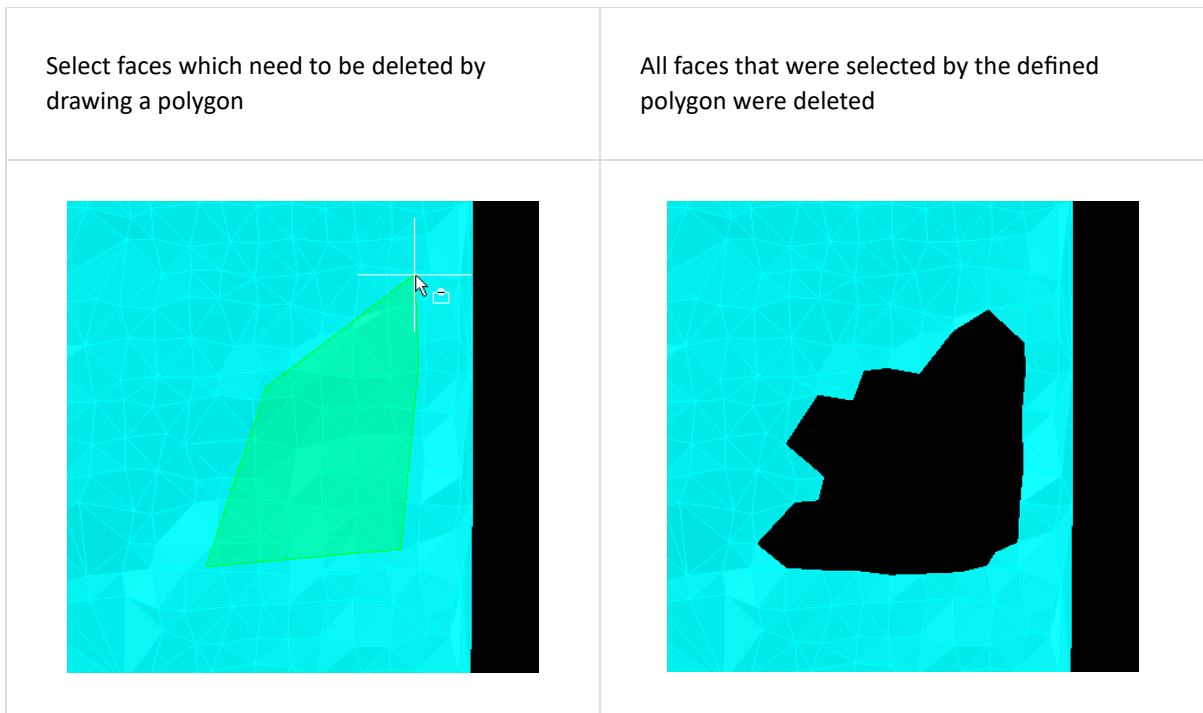 Select faces which need to be deleted by
drawing a polygon
All faces that were selected by the defined
polygon were deleted